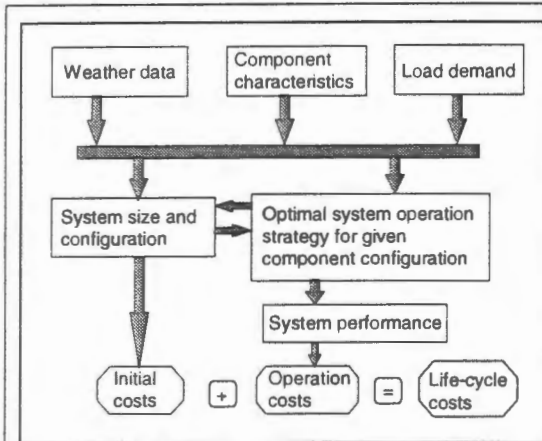 Weather data
Component
characteristics
Load demand
System size and
configuration
Optimal system operation
strategy for given
component configuration
System performance
Initial
costs
+
Operation
costs
=
Life-cycle
costs